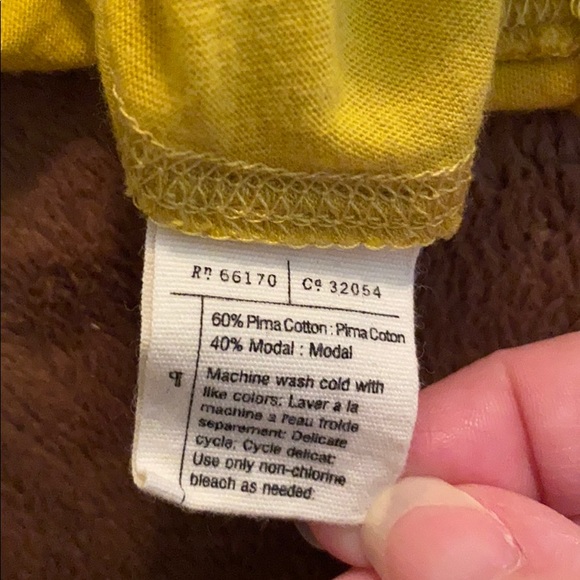 Rn 66170 Ca 32054
60% Pima Cotton : Pima Coton
40% Modal : Modal
¶ Machine wash cold with
like colors: Laver a la
machine a l'eau froide
separement: Delicate
cycle; Cycle delicat:
Use only non-chlorine
bleach as needed: